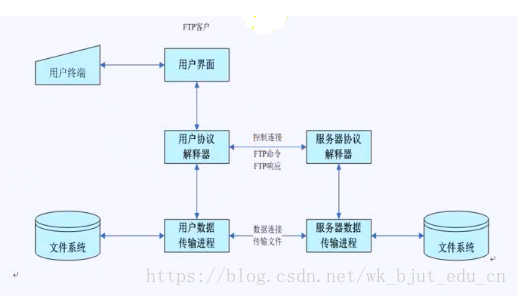 FTP客户
用户终端
用户界面
用户协议
解释器
控制连接
FTP命令
FTP响应
服务器协议
解释器
文件系统
用户数据
传输进程
数据连接
传输文件
服务器数据
传输进程
文件系统
https://blog.csdn.net/wk_bjut_edu_cn